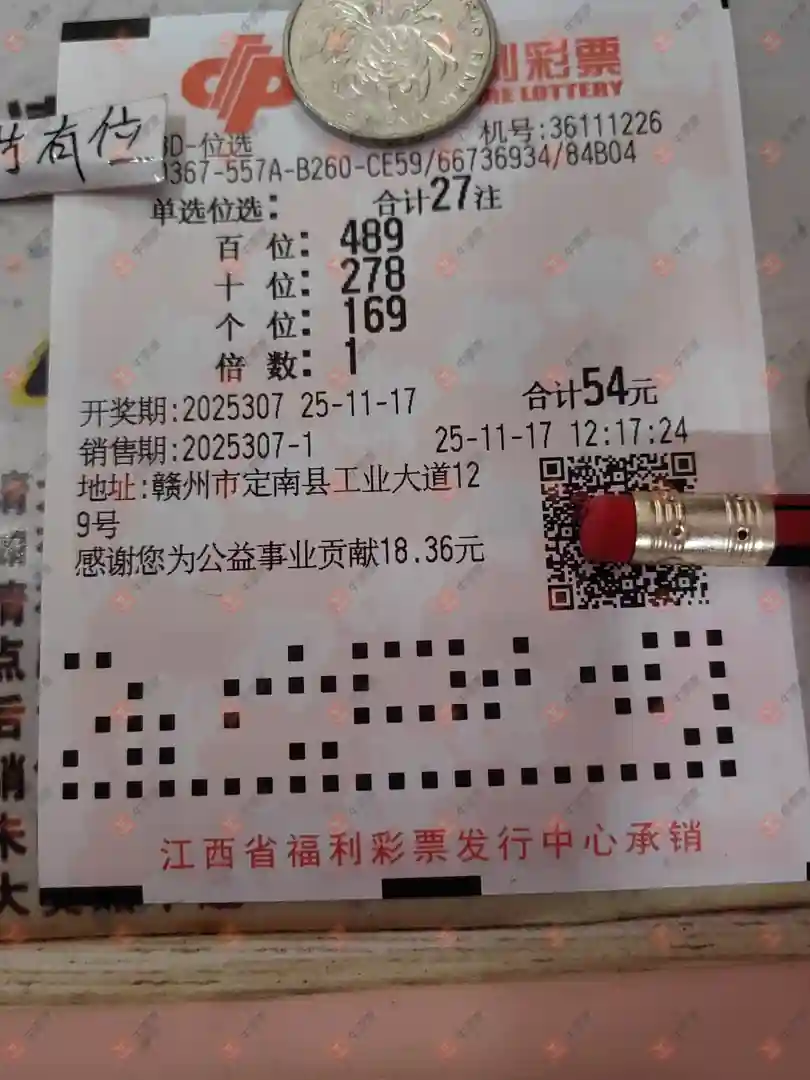 利彩票
RE LOTTERY
有位
3D-位选
机号:36111226
367-557A-B260-CE59/66736934/84B04
单选位选: 合计27注
百 位: 489
十 位: 278
个 位: 169
倍 数: 1
开奖期:2025307 25-11-17 合计54元
销售期:2025307-1 25-11-17 12:17:24
地址:赣州市定南县工业大道12
9号
感谢您为公益事业贡献18.36元
江西省福利彩票发行中心承销